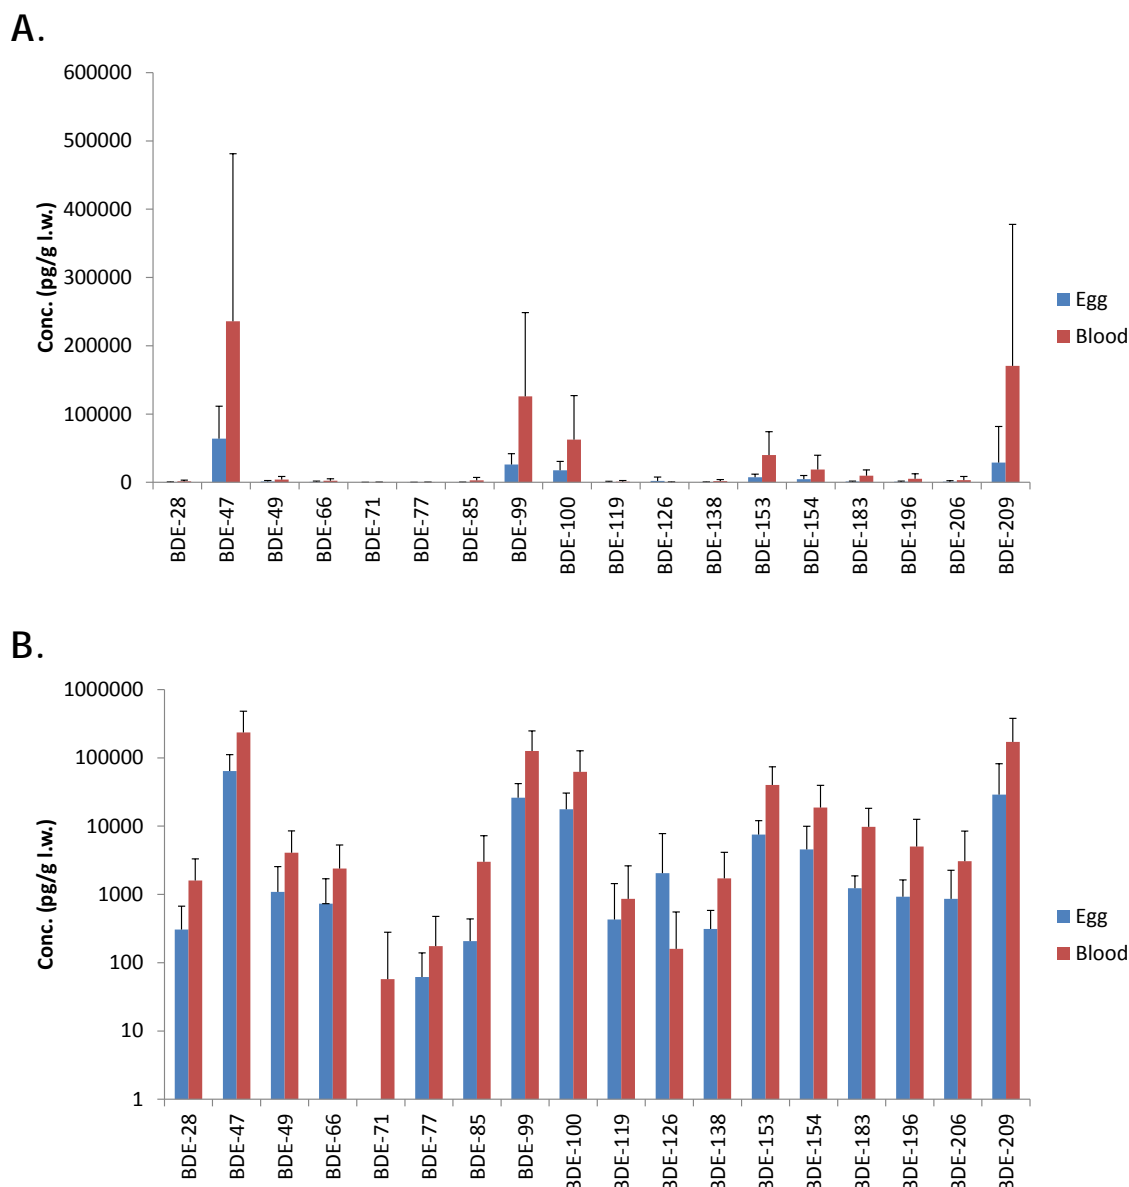 A.
600000
500000
400000
300000
200000
100000
0
Conc. (pg/g l.w.)
BDE-28
BDE-47
BDE-49
BDE-66
BDE-71
BDE-77
BDE-85
BDE-99
BDE-100
BDE-119
BDE-126
BDE-138
BDE-153
BDE-154
BDE-183
BDE-196
BDE-206
BDE-209
Egg
Blood
B.
1000000
100000
10000
1000
100
10
1
Conc. (pg/g l.w.)
BDE-28
BDE-47
BDE-49
BDE-66
BDE-71
BDE-77
BDE-85
BDE-99
BDE-100
BDE-119
BDE-126
BDE-138
BDE-153
BDE-154
BDE-183
BDE-196
BDE-206
BDE-209
Egg
Blood